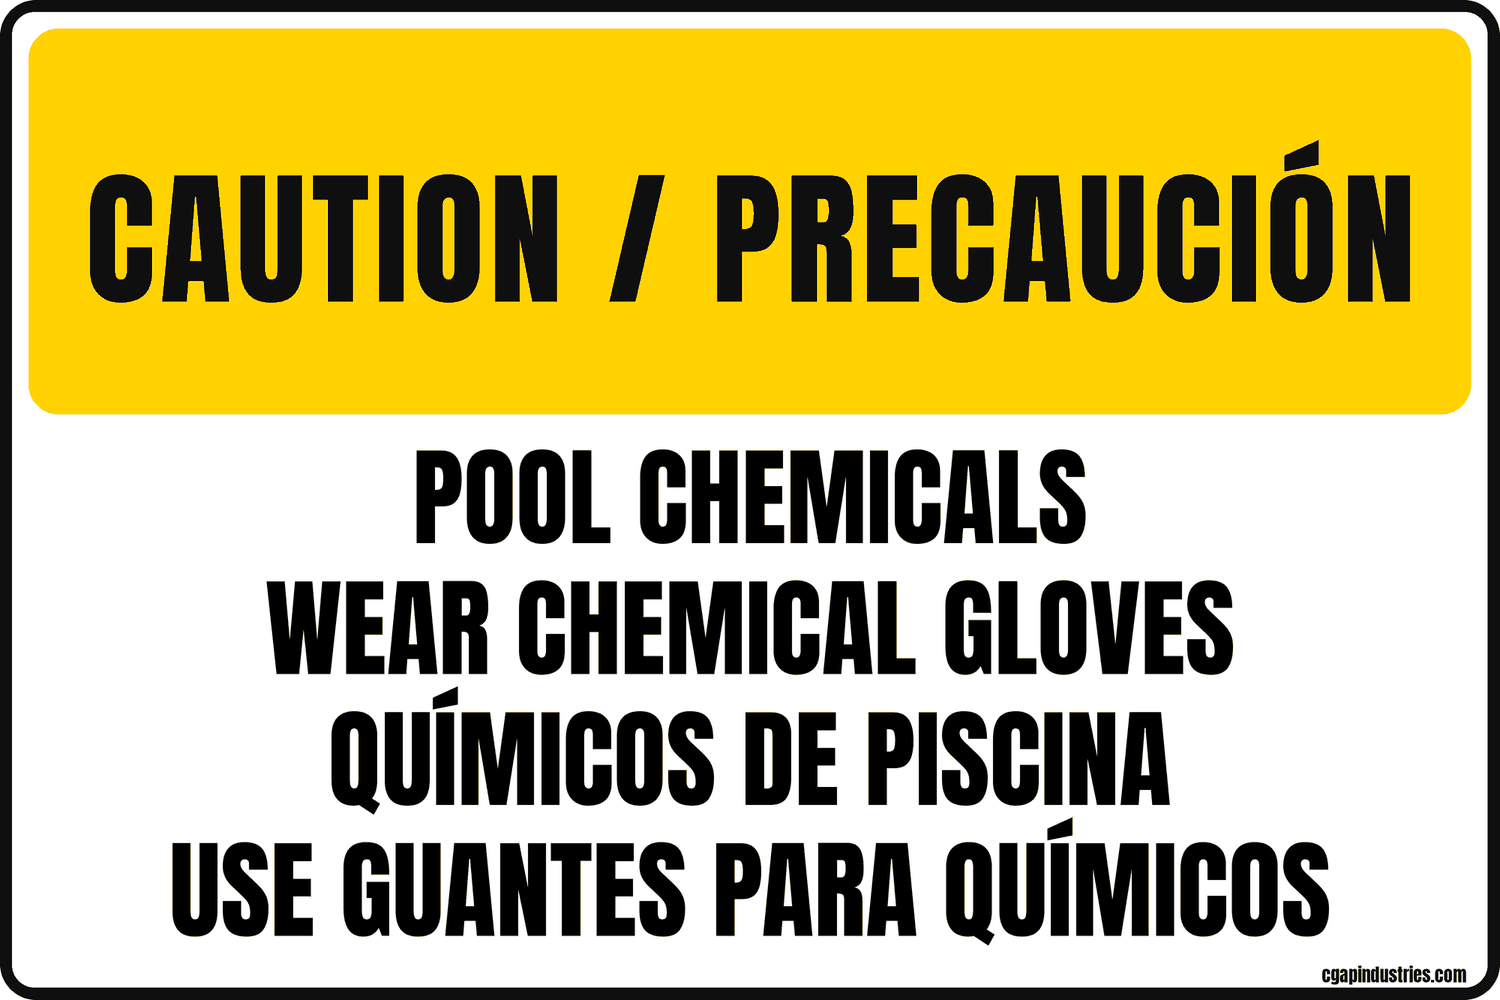 CAUTION / PRECAUCIÓN
POOL CHEMICALS
WEAR CHEMICAL GLOVES
QUÍMICOS DE PISCINA
USE GUANTES PARA QUÍMICOS
cgapindustries.com